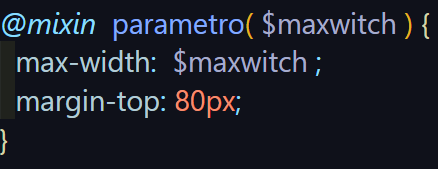 @mixin parametro( $maxwitch ) {
max-width: $maxwitch ;
margin-top: 80px;
}